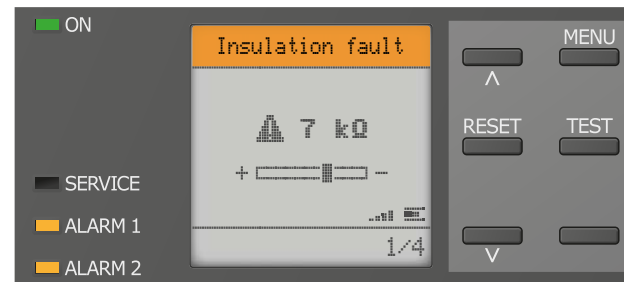 ON
Insulation fault
MENU
∧
7 kΩ
RESET
TEST
+ −
SERVICE
ALARM 1
1/4
∨
ALARM 2